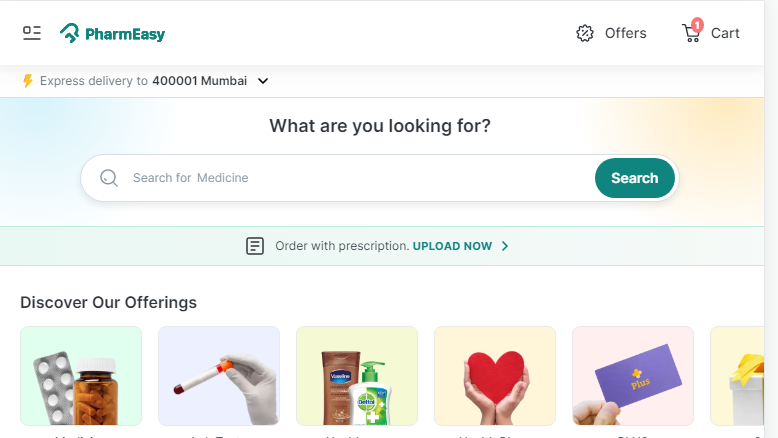 PharmEasy
Offers
1
Cart
Express delivery to 400001 Mumbai
What are you looking for?
Search for Medicine
Search
Order with prescription. UPLOAD NOW
Discover Our Offerings
Vaseline
Dettol
Plus